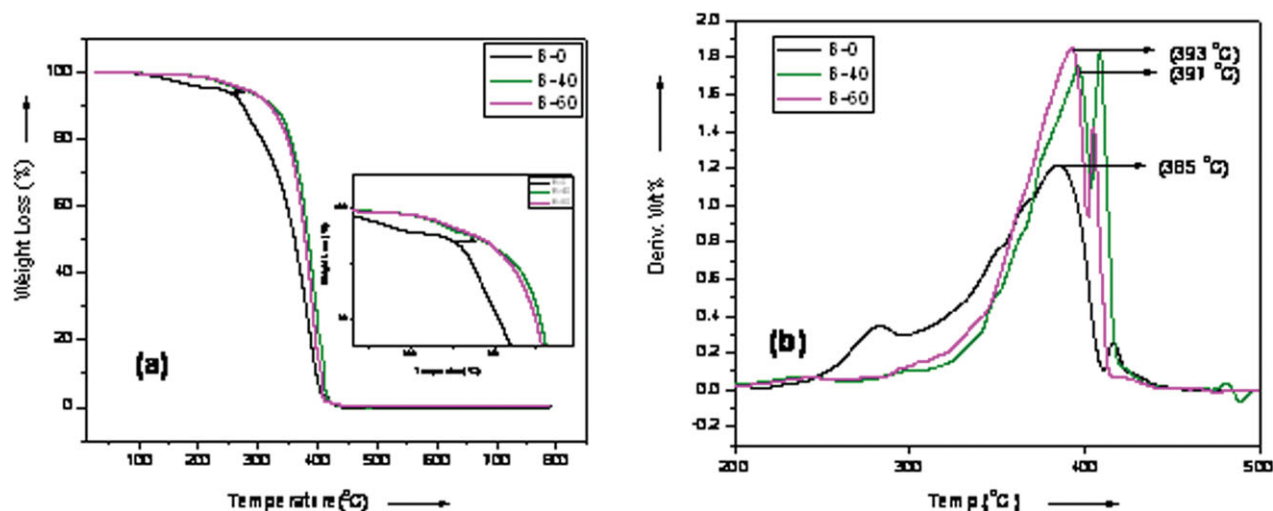 B-0
B-40
B-60
100
80
60
40
20
0
Weight Loss (%)
(a)
100 200 300 400 500 600 700 800
Temperature(°C)
B-0
B-40
B-60
2.0
1.8
1.6
1.4
1.2
1.0
0.8
0.6
0.4
0.2
0.0
-0.2
Deriv. Wt%
(393 °C)
(397 °C)
(385 °C)
(b)
200 300 400 500
Temp.(°C)